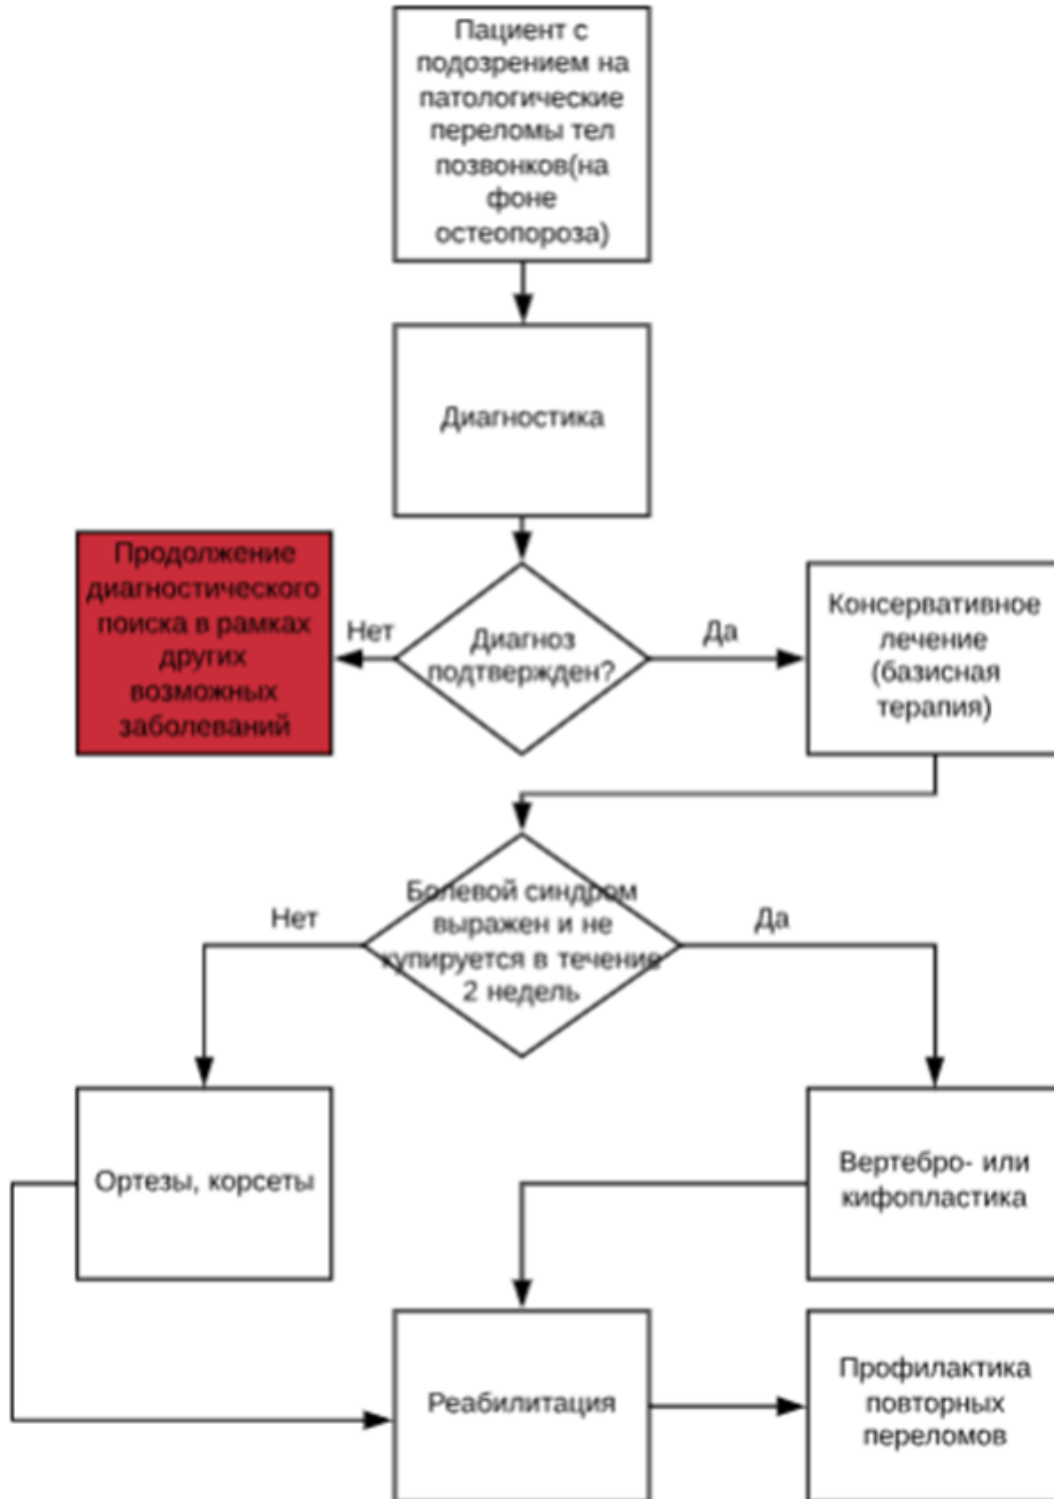 Пациент с
подозрением на
патологические
переломы тел
позвонков(на
фоне
остеопороза)
Диагностика
Продолжение
диагностического
поиска в рамках
других
возможных
заболеваний
Нет
Диагноз
подтвержден?
Да
Консервативное
лечение
(базисная
терапия)
Нет
Болевой синдром
выражен и не
купируется в течение
2 недель
Да
Ортезы, корсеты
Вертебро- или
кифопластика
Реабилитация
Профилактика
повторных
переломов